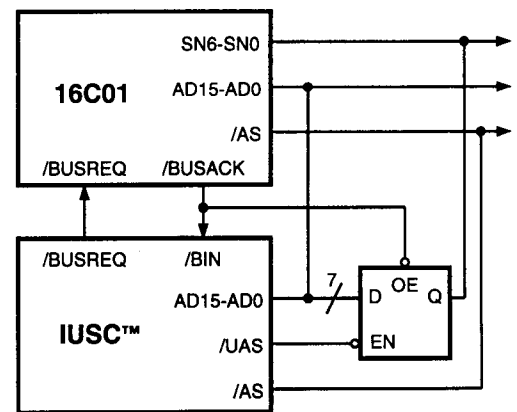 SN6-SN0
16C01
AD15-AD0
/AS
/BUSREQ /BUSACK
/BUSREQ /BIN
7
OE
D Q
AD15-AD0
IUSC™
/UAS
EN
/AS